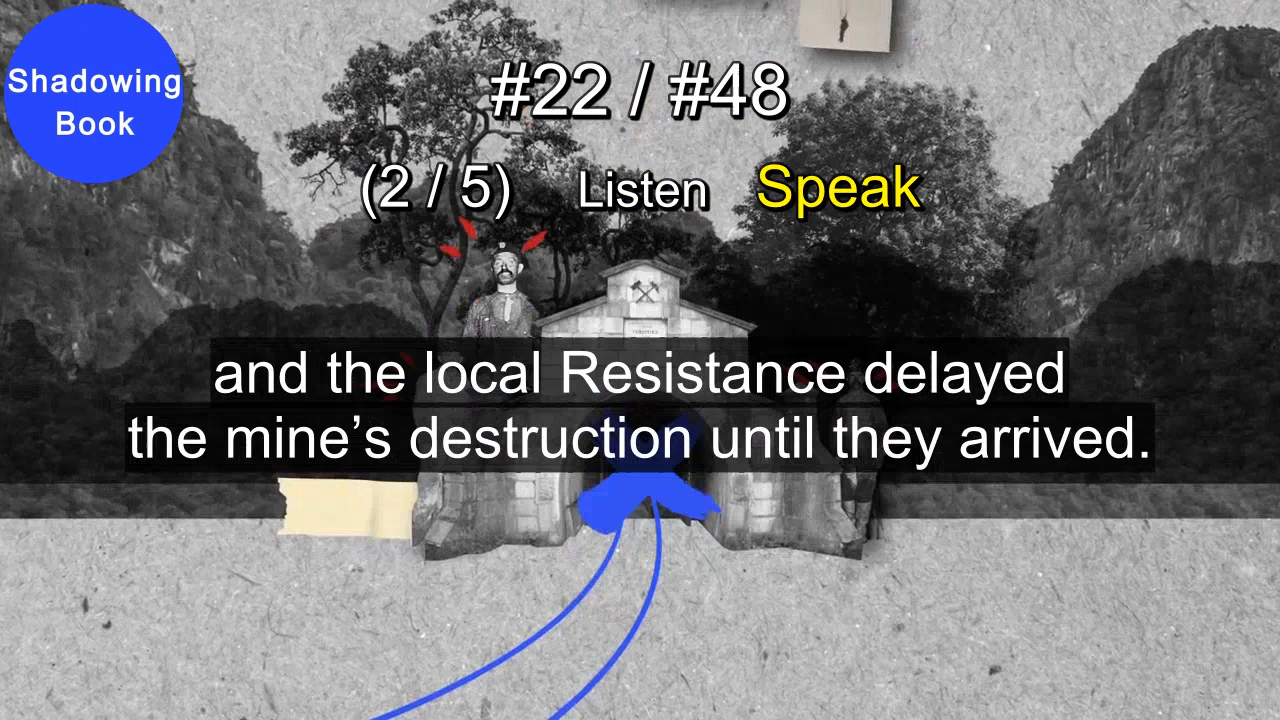 Shadowing
Book
#22 / #48
(2 / 5) Listen Speak
and the local Resistance delayed
the mine’s destruction until they arrived.